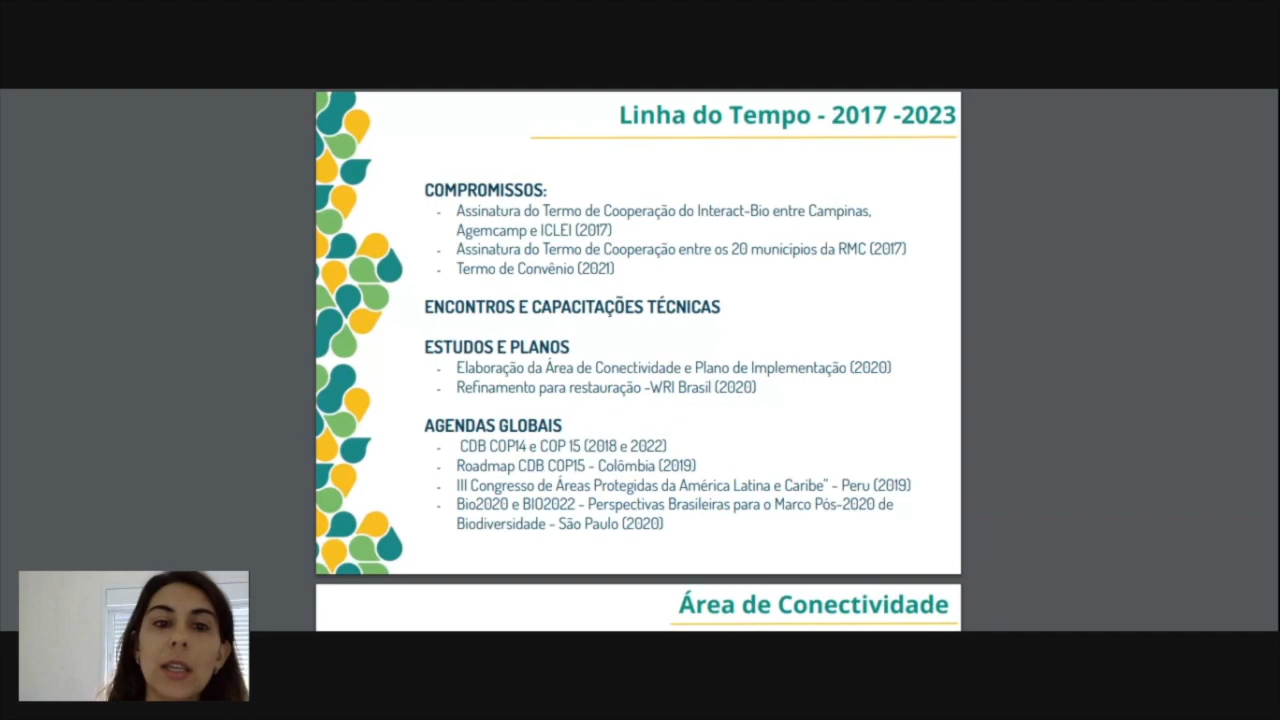 Linha do Tempo - 2017 -2023
COMPROMISSOS:
- Assinatura do Termo de Cooperação do Interact-Bio entre Campinas,
Agemcamp e ICLEI (2017)
- Assinatura do Termo de Cooperação entre os 20 municipios da RMC (2017)
- Termo de Convênio (2021)
ENCONTROS E CAPACITAÇÕES TÉCNICAS
ESTUDOS E PLANOS
- Elaboração da Área de Conectividade e Plano de Implementação (2020)
- Refinamento para restauração -WRI Brasil (2020)
AGENDAS GLOBAIS
- CDB COP14 e COP 15 (2018 e 2022)
- Roadmap CDB COP15 - Colômbia (2019)
- III Congresso de Áreas Protegidas da América Latina e Caribe" - Peru (2019)
- Bio2020 e BIO2022 - Perspectivas Brasileiras para o Marco Pós-2020 de
Biodiversidade - São Paulo (2020)
Área de Conectividade